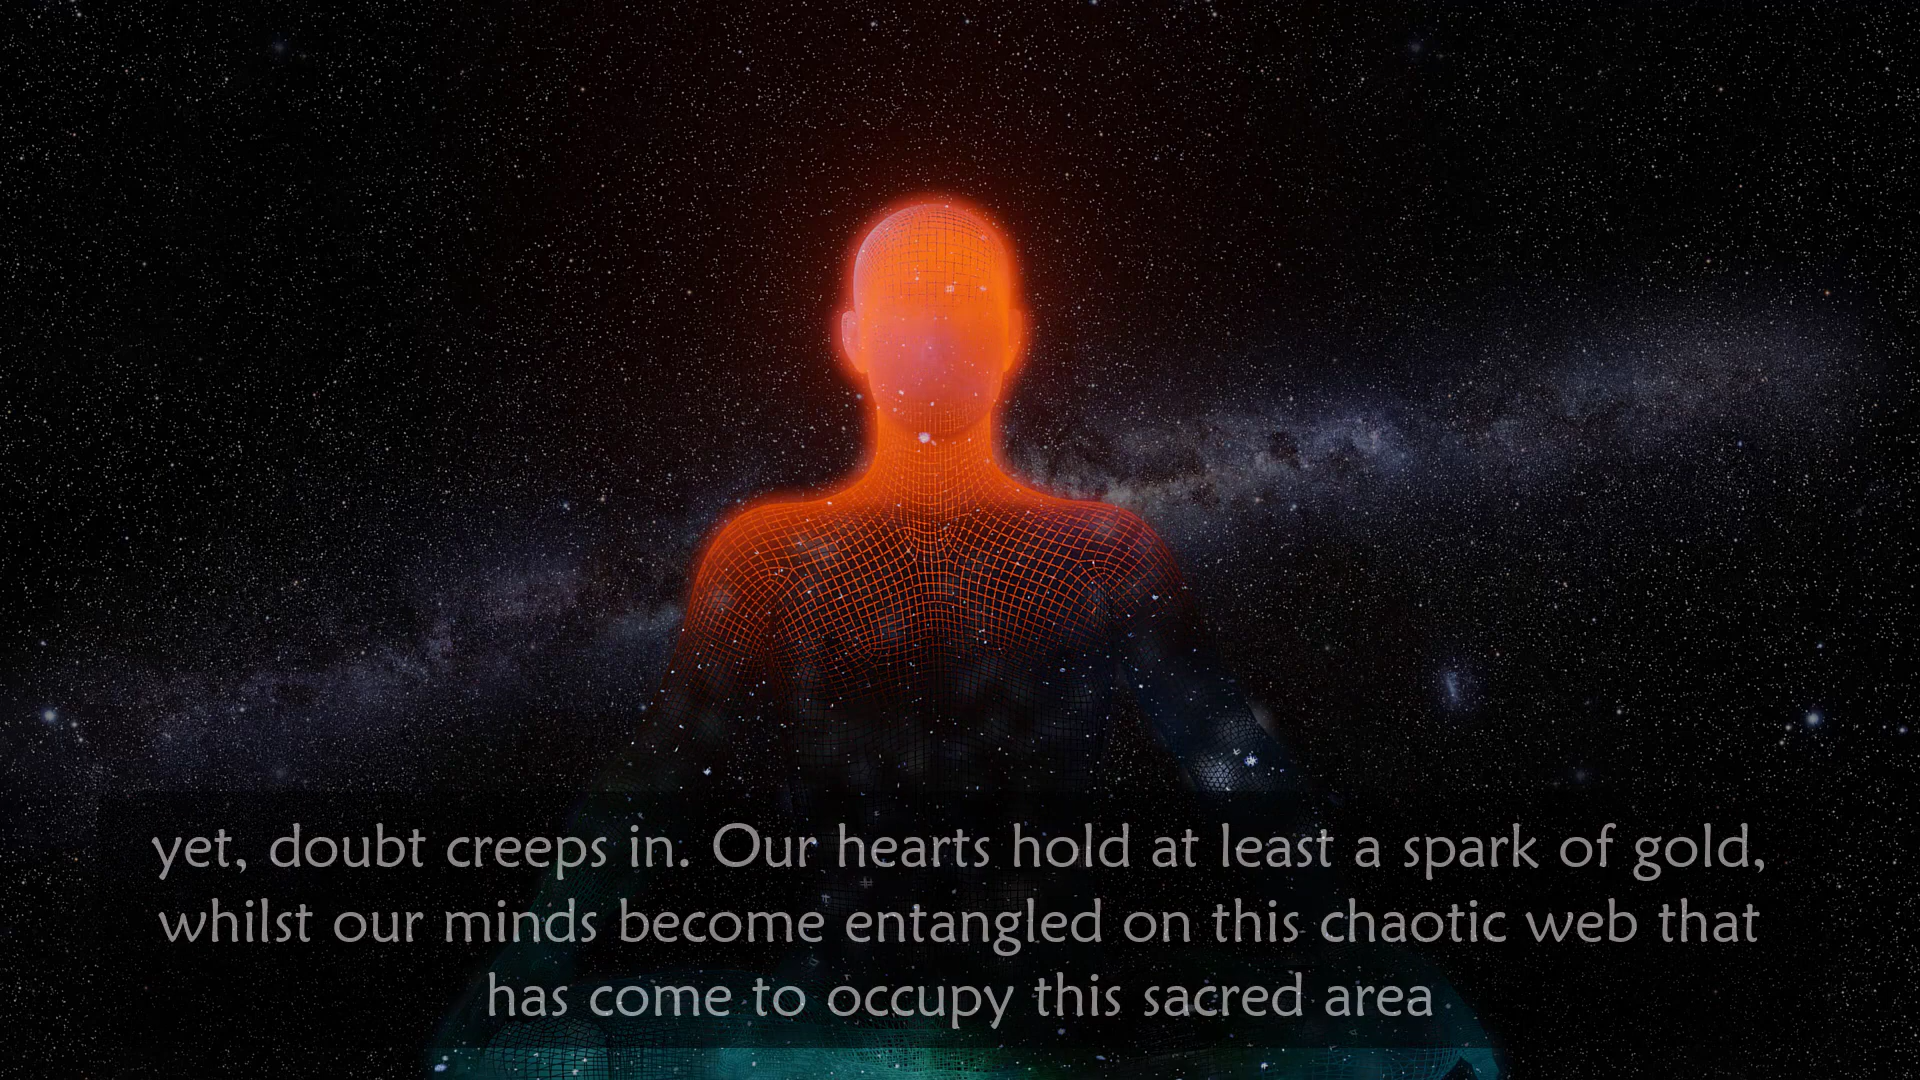 yet, doubt creeps in. Our hearts hold at least a spark of gold,
whilst our minds become entangled on this chaotic web that
has come to occupy this sacred area